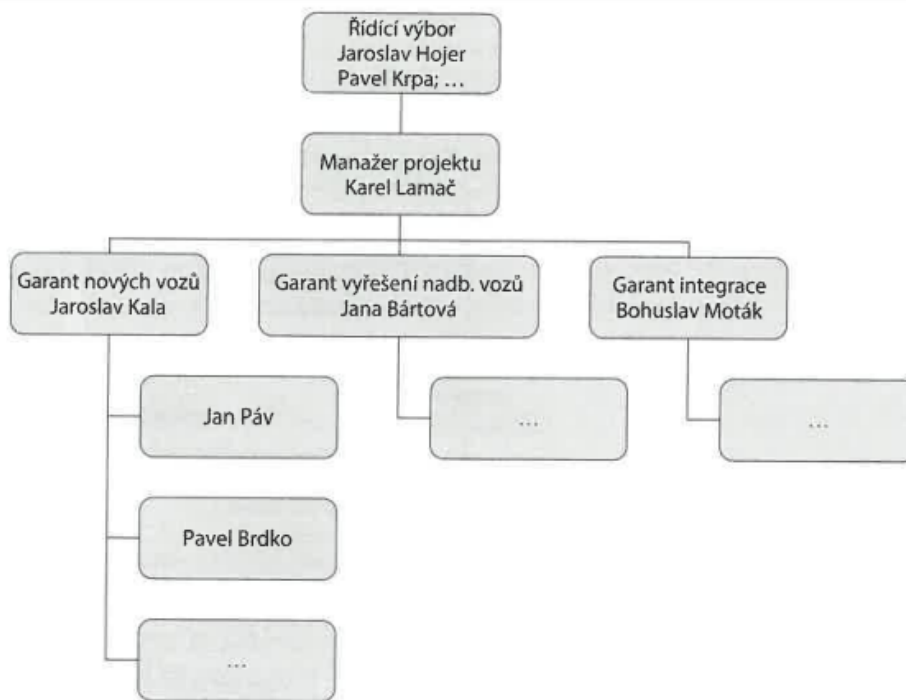 Řídící výbor
Jaroslav Hojer
Pavel Krpa; …
Manažer projektu
Karel Lamač
Garant nových vozů
Jaroslav Kala
Garant vyřešení nadb. vozů
Jana Bártová
Garant integrace
Bohuslav Moták
Jan Páv
…
…
Pavel Brdko
…